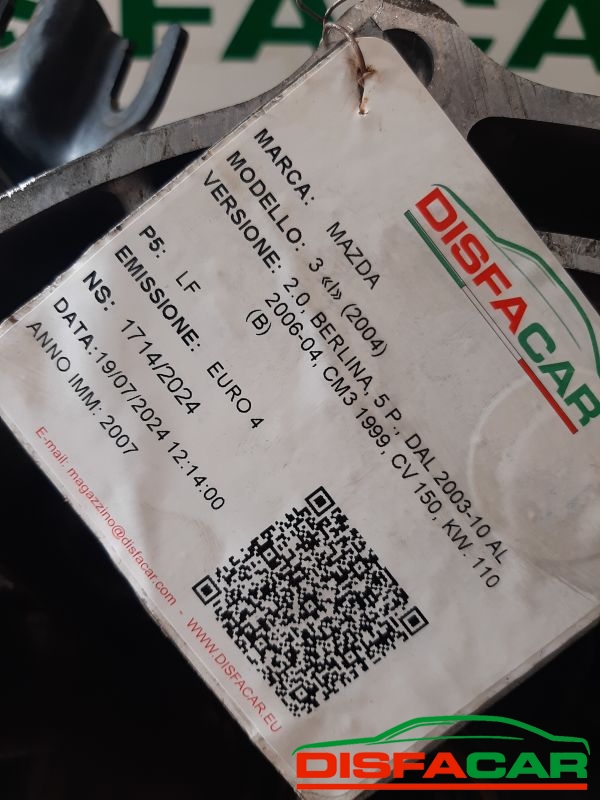 DISFACAR
MARCA: MAZDA
MODELLO: 3 «I» (2004)
VERSIONE: 2.0, BERLINA, 5 P., DAL 2003-10 AL
2006-04, CM3 1999, CV 150, KW. 110
(B)
P5: LF
EMISSIONE: EURO 4
NS: 1714/2024
DATA: 19/07/2024 12:14:00
ANNO IMM: 2007
E-mail: magazzino@disfacar.com - WWW.DISFACAR.EU
DISFACAR
DISFACAR